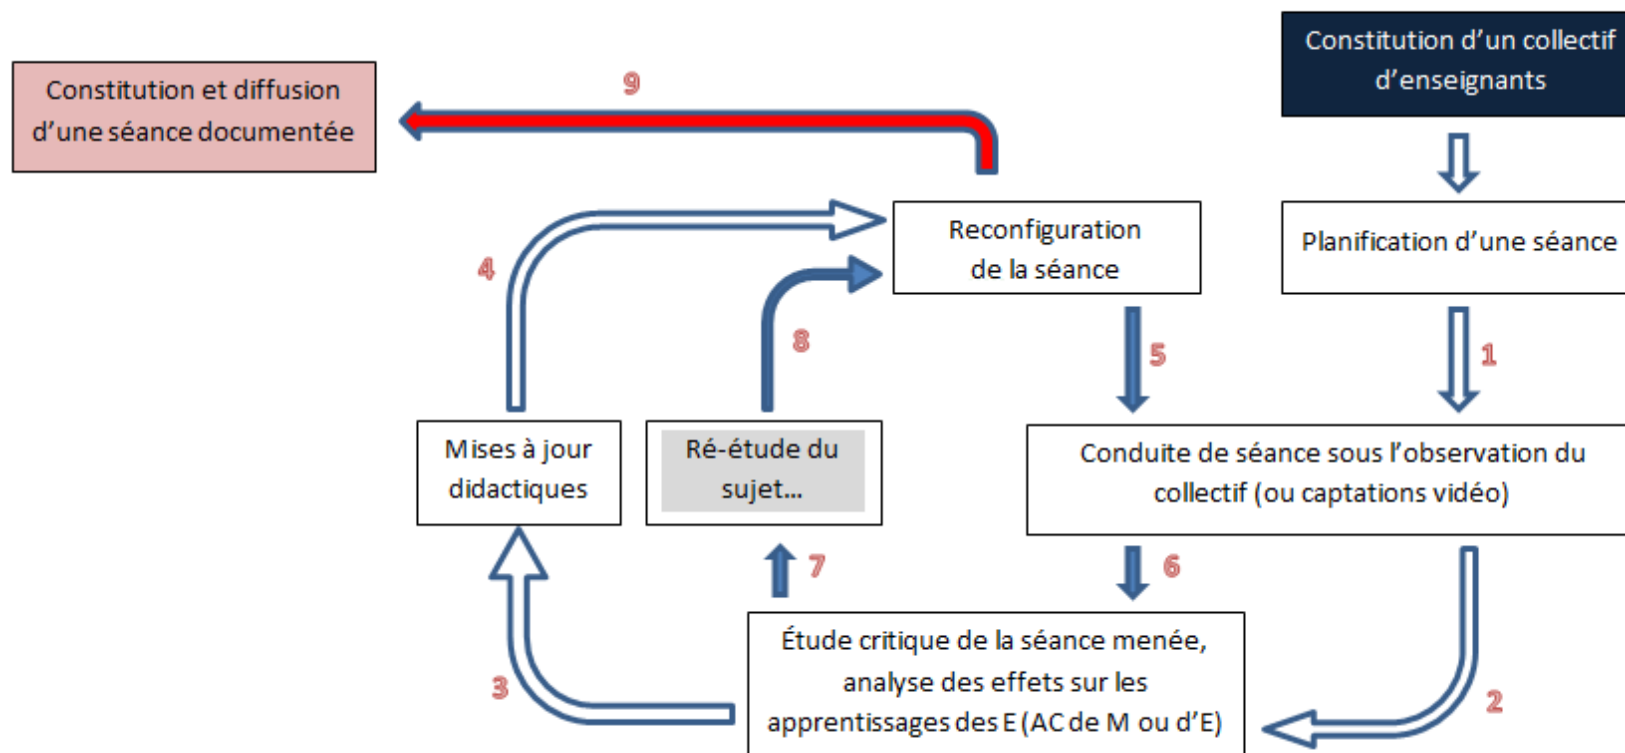 Constitution d’un collectif
d’enseignants
Constitution et diffusion
d’une séance documentée
9
Planification d’une séance
Reconfiguration
de la séance
4
8
5
1
Mises à jour
didactiques
Ré-étude du
sujet...
Conduite de séance sous l’observation du
collectif (ou captations vidéo)
7
6
Étude critique de la séance menée,
analyse des effets sur les
apprentissages des E (AC de M ou d’E)
3
2